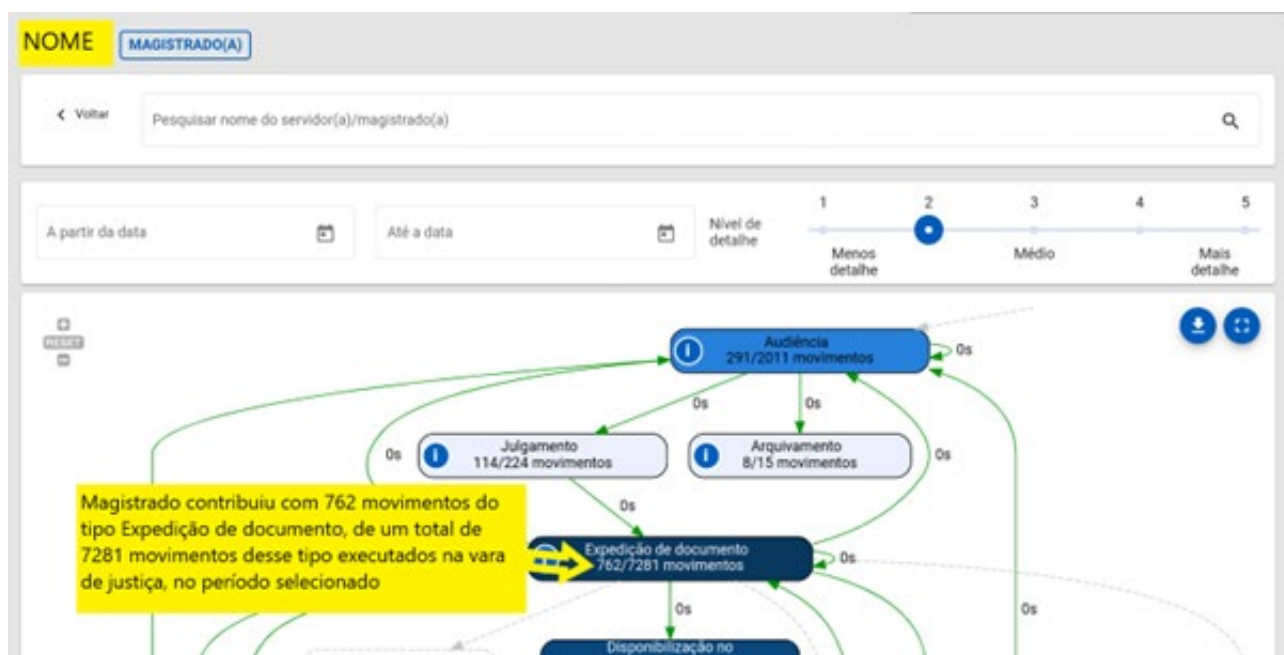 NOME
MAGISTRADO(A)
Voltar
Pesquisar nome do servidor(a)/magistrado(a)
A partir da data
Até a data
Nível de
detalhe
1
2
3
4
5
Menos
detalhe
Médio
Mais
detalhe
RESET
Audiência
291/2011 movimentos
0s
0s
0s
Julgamento
114/224 movimentos
0s
Arquivamento
8/15 movimentos
0s
Magistrado contribuiu com 762 movimentos do
tipo Expedição de documento, de um total de
7281 movimentos desse tipo executados na vara
de justiça, no período selecionado
0s
Expedição de documento
762/7281 movimentos
0s
0s
0s
Disponibilização no